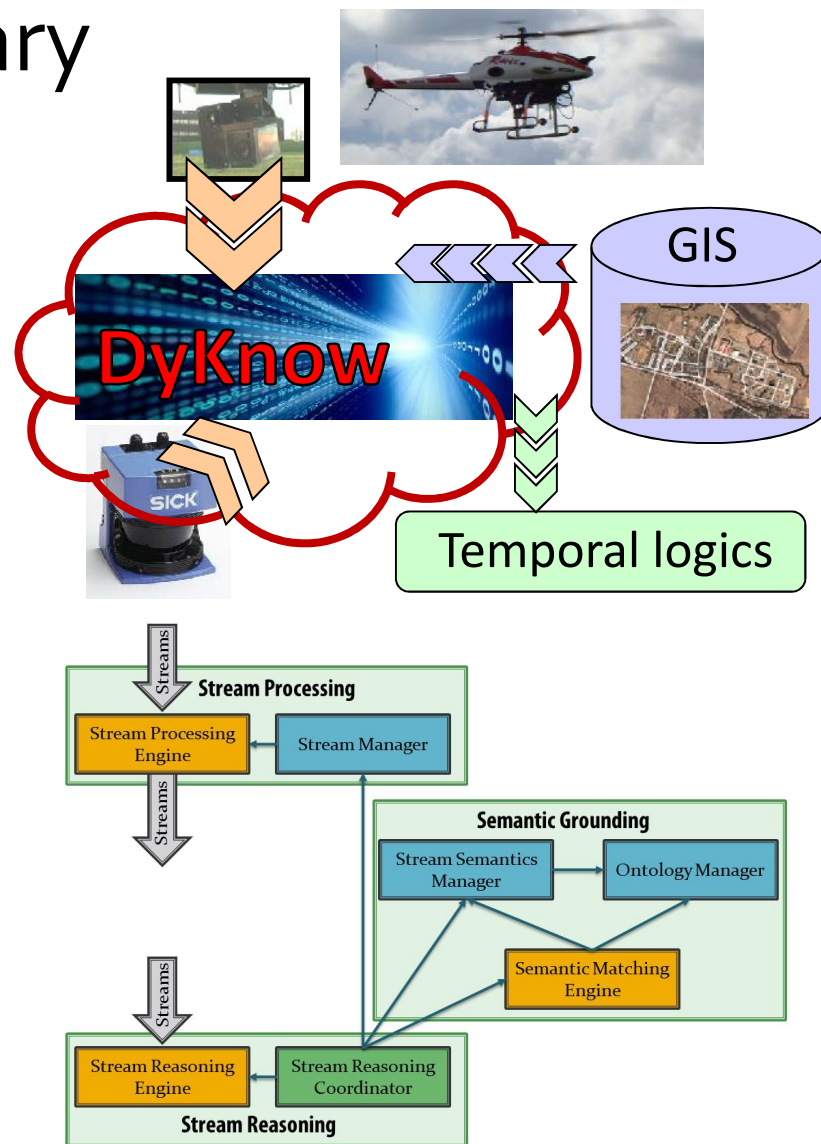 ary
GIS
DyKnow
SICK
Temporal logics
Streams
Stream Processing
Stream Processing
Engine
Stream Manager
Streams
Semantic Grounding
Stream Semantics
Manager
Ontology Manager
Semantic Matching
Engine
Streams
Stream Reasoning
Engine
Stream Reasoning
Coordinator
Stream Reasoning